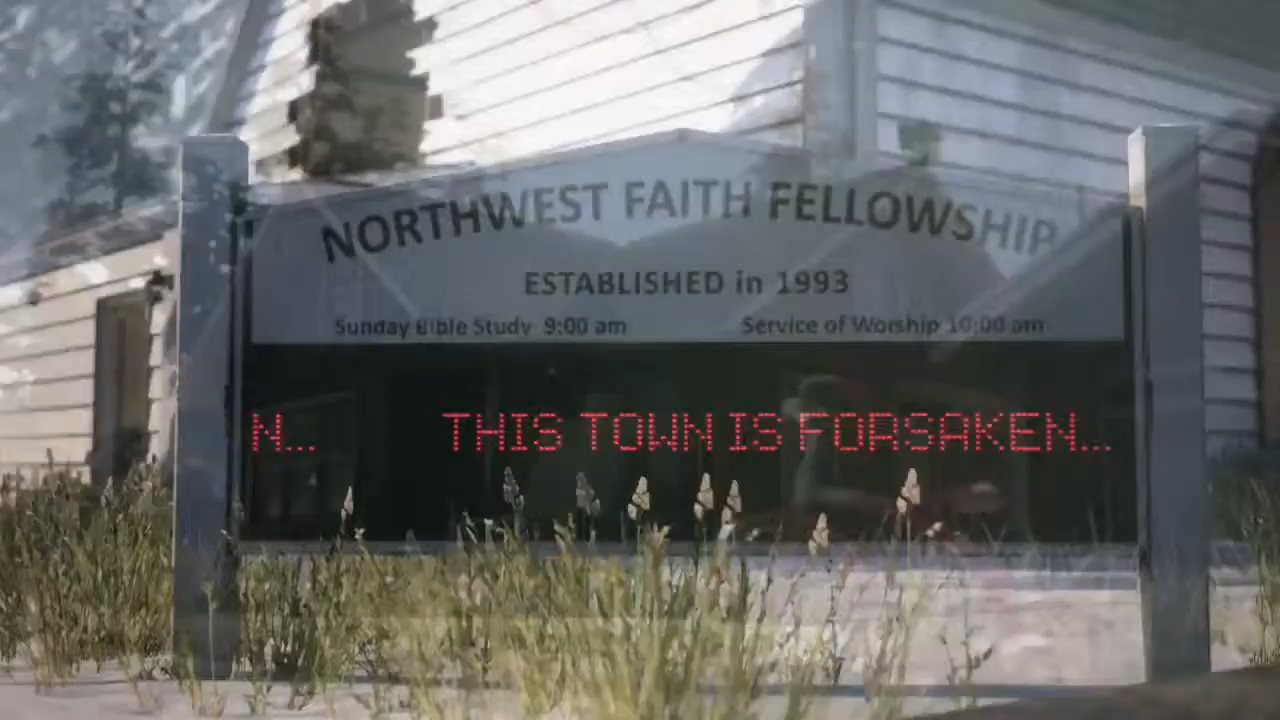 NORTHWEST FAITH FELLOWSHIP
ESTABLISHED in 1993
Sunday Bible Study 9:00 am Service of Worship 10:00 am
N... THIS TOWN IS FORSAKEN...